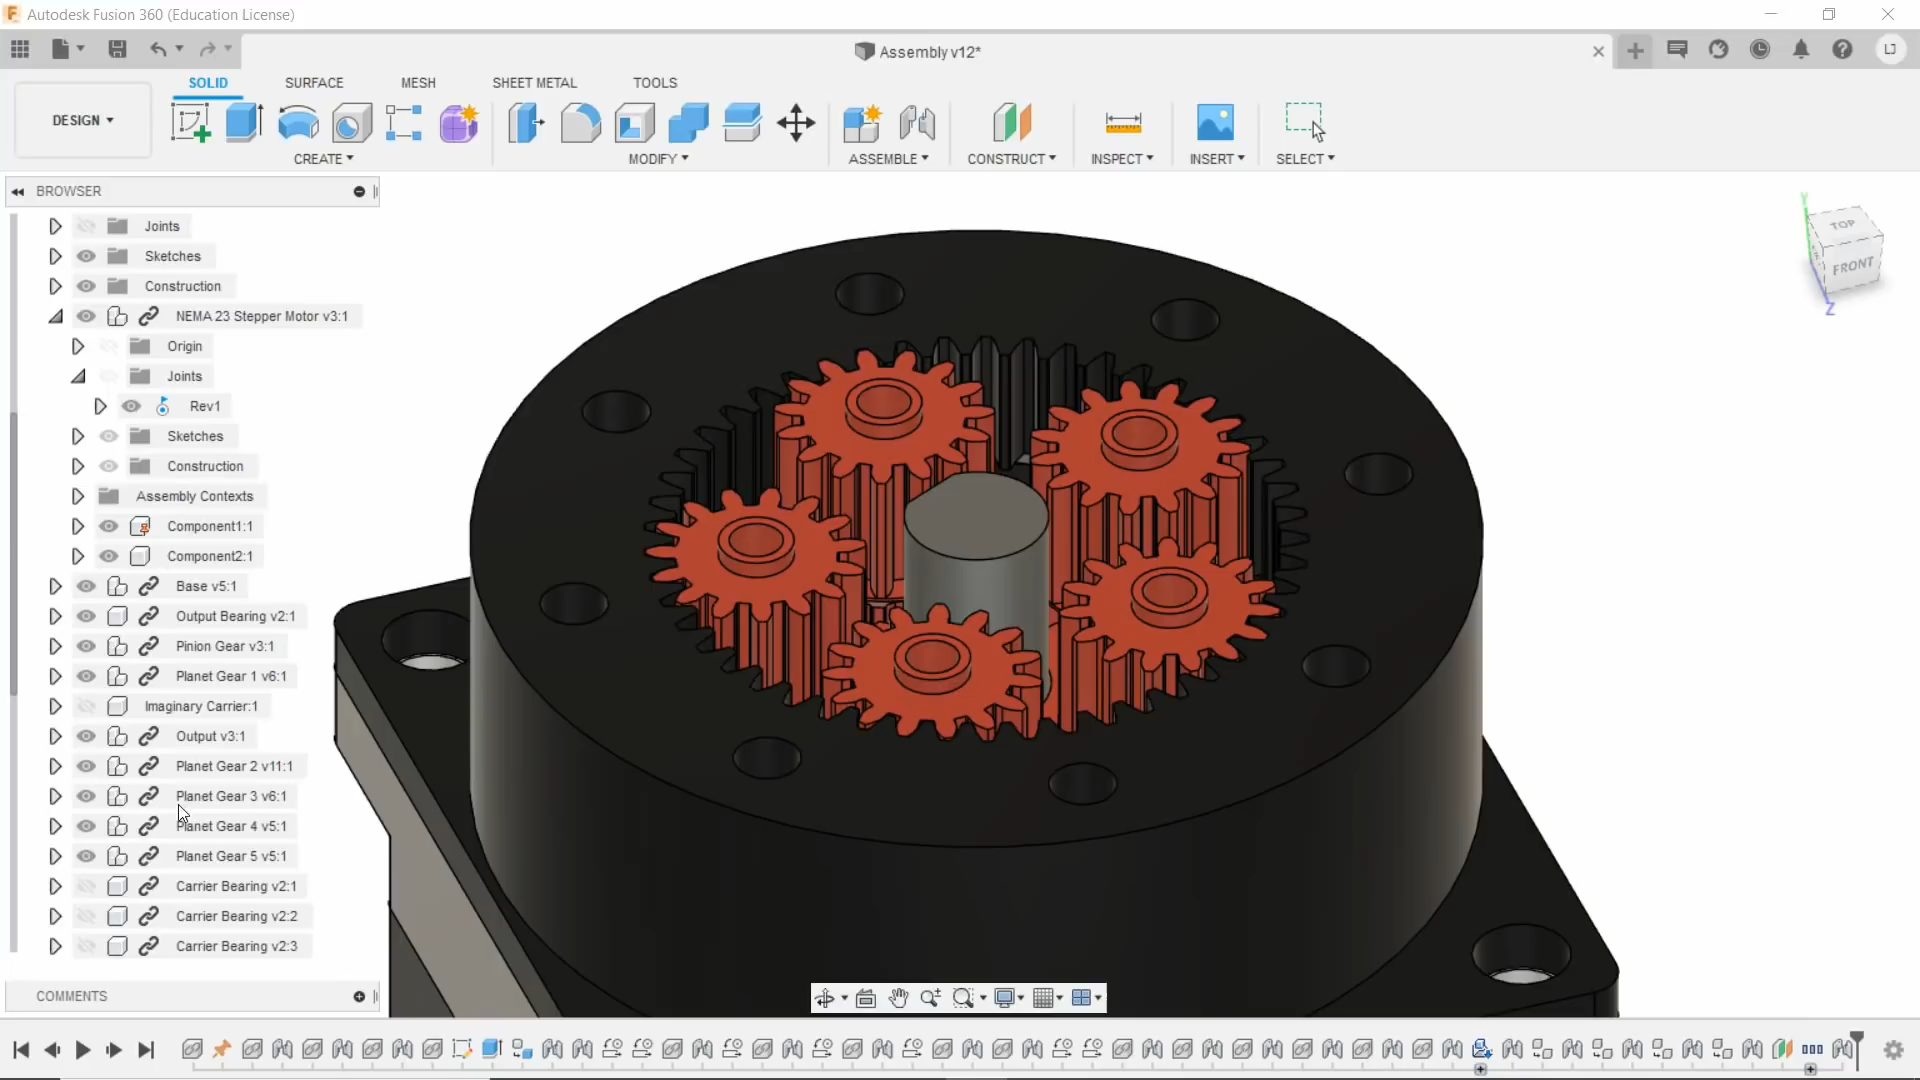 Autodesk Fusion 360 (Education License)
Assembly v12*
LJ
DESIGN
SOLID
SURFACE
MESH
SHEET METAL
TOOLS
CREATE
MODIFY
ASSEMBLE
CONSTRUCT
INSPECT
INSERT
SELECT
BROWSER
Joints
Sketches
Construction
NEMA 23 Stepper Motor v3:1
Origin
Joints
Rev1
Sketches
Construction
Assembly Contexts
Component1:1
Component2:1
Base v5:1
Output Bearing v2:1
Pinion Gear v3:1
Planet Gear 1 v6:1
Imaginary Carrier:1
Output v3:1
Planet Gear 2 v11:1
Planet Gear 3 v6:1
Planet Gear 4 v5:1
Planet Gear 5 v5:1
Carrier Bearing v2:1
Carrier Bearing v2:2
Carrier Bearing v2:3
COMMENTS
Y
TOP
FRONT
Z